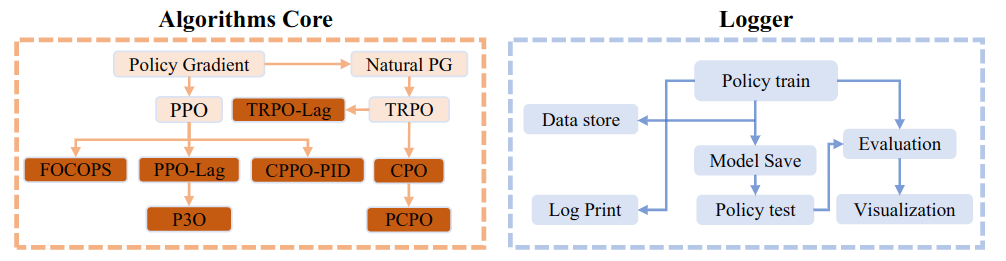 Algorithms Core
Policy Gradient
Natural PG
PPO
TRPO-Lag
TRPO
FOCOPS
PPO-Lag
CPPO-PID
CPO
P3O
PCPO
Logger
Policy train
Data store
Evaluation
Model Save
Log Print
Policy test
Visualization